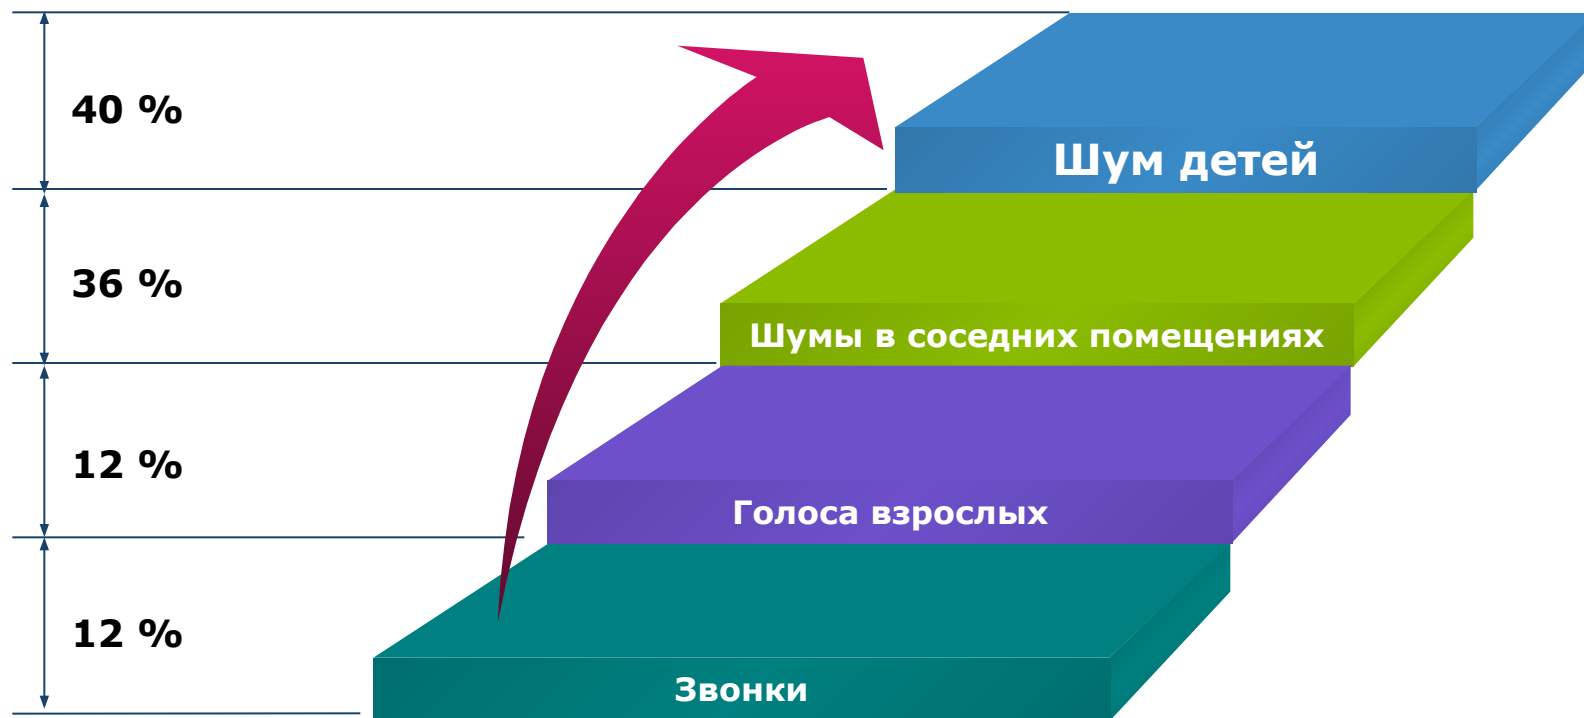 40 %
Шум детей
36 %
Шумы в соседних помещениях
12 %
Голоса взрослых
12 %
Звонки